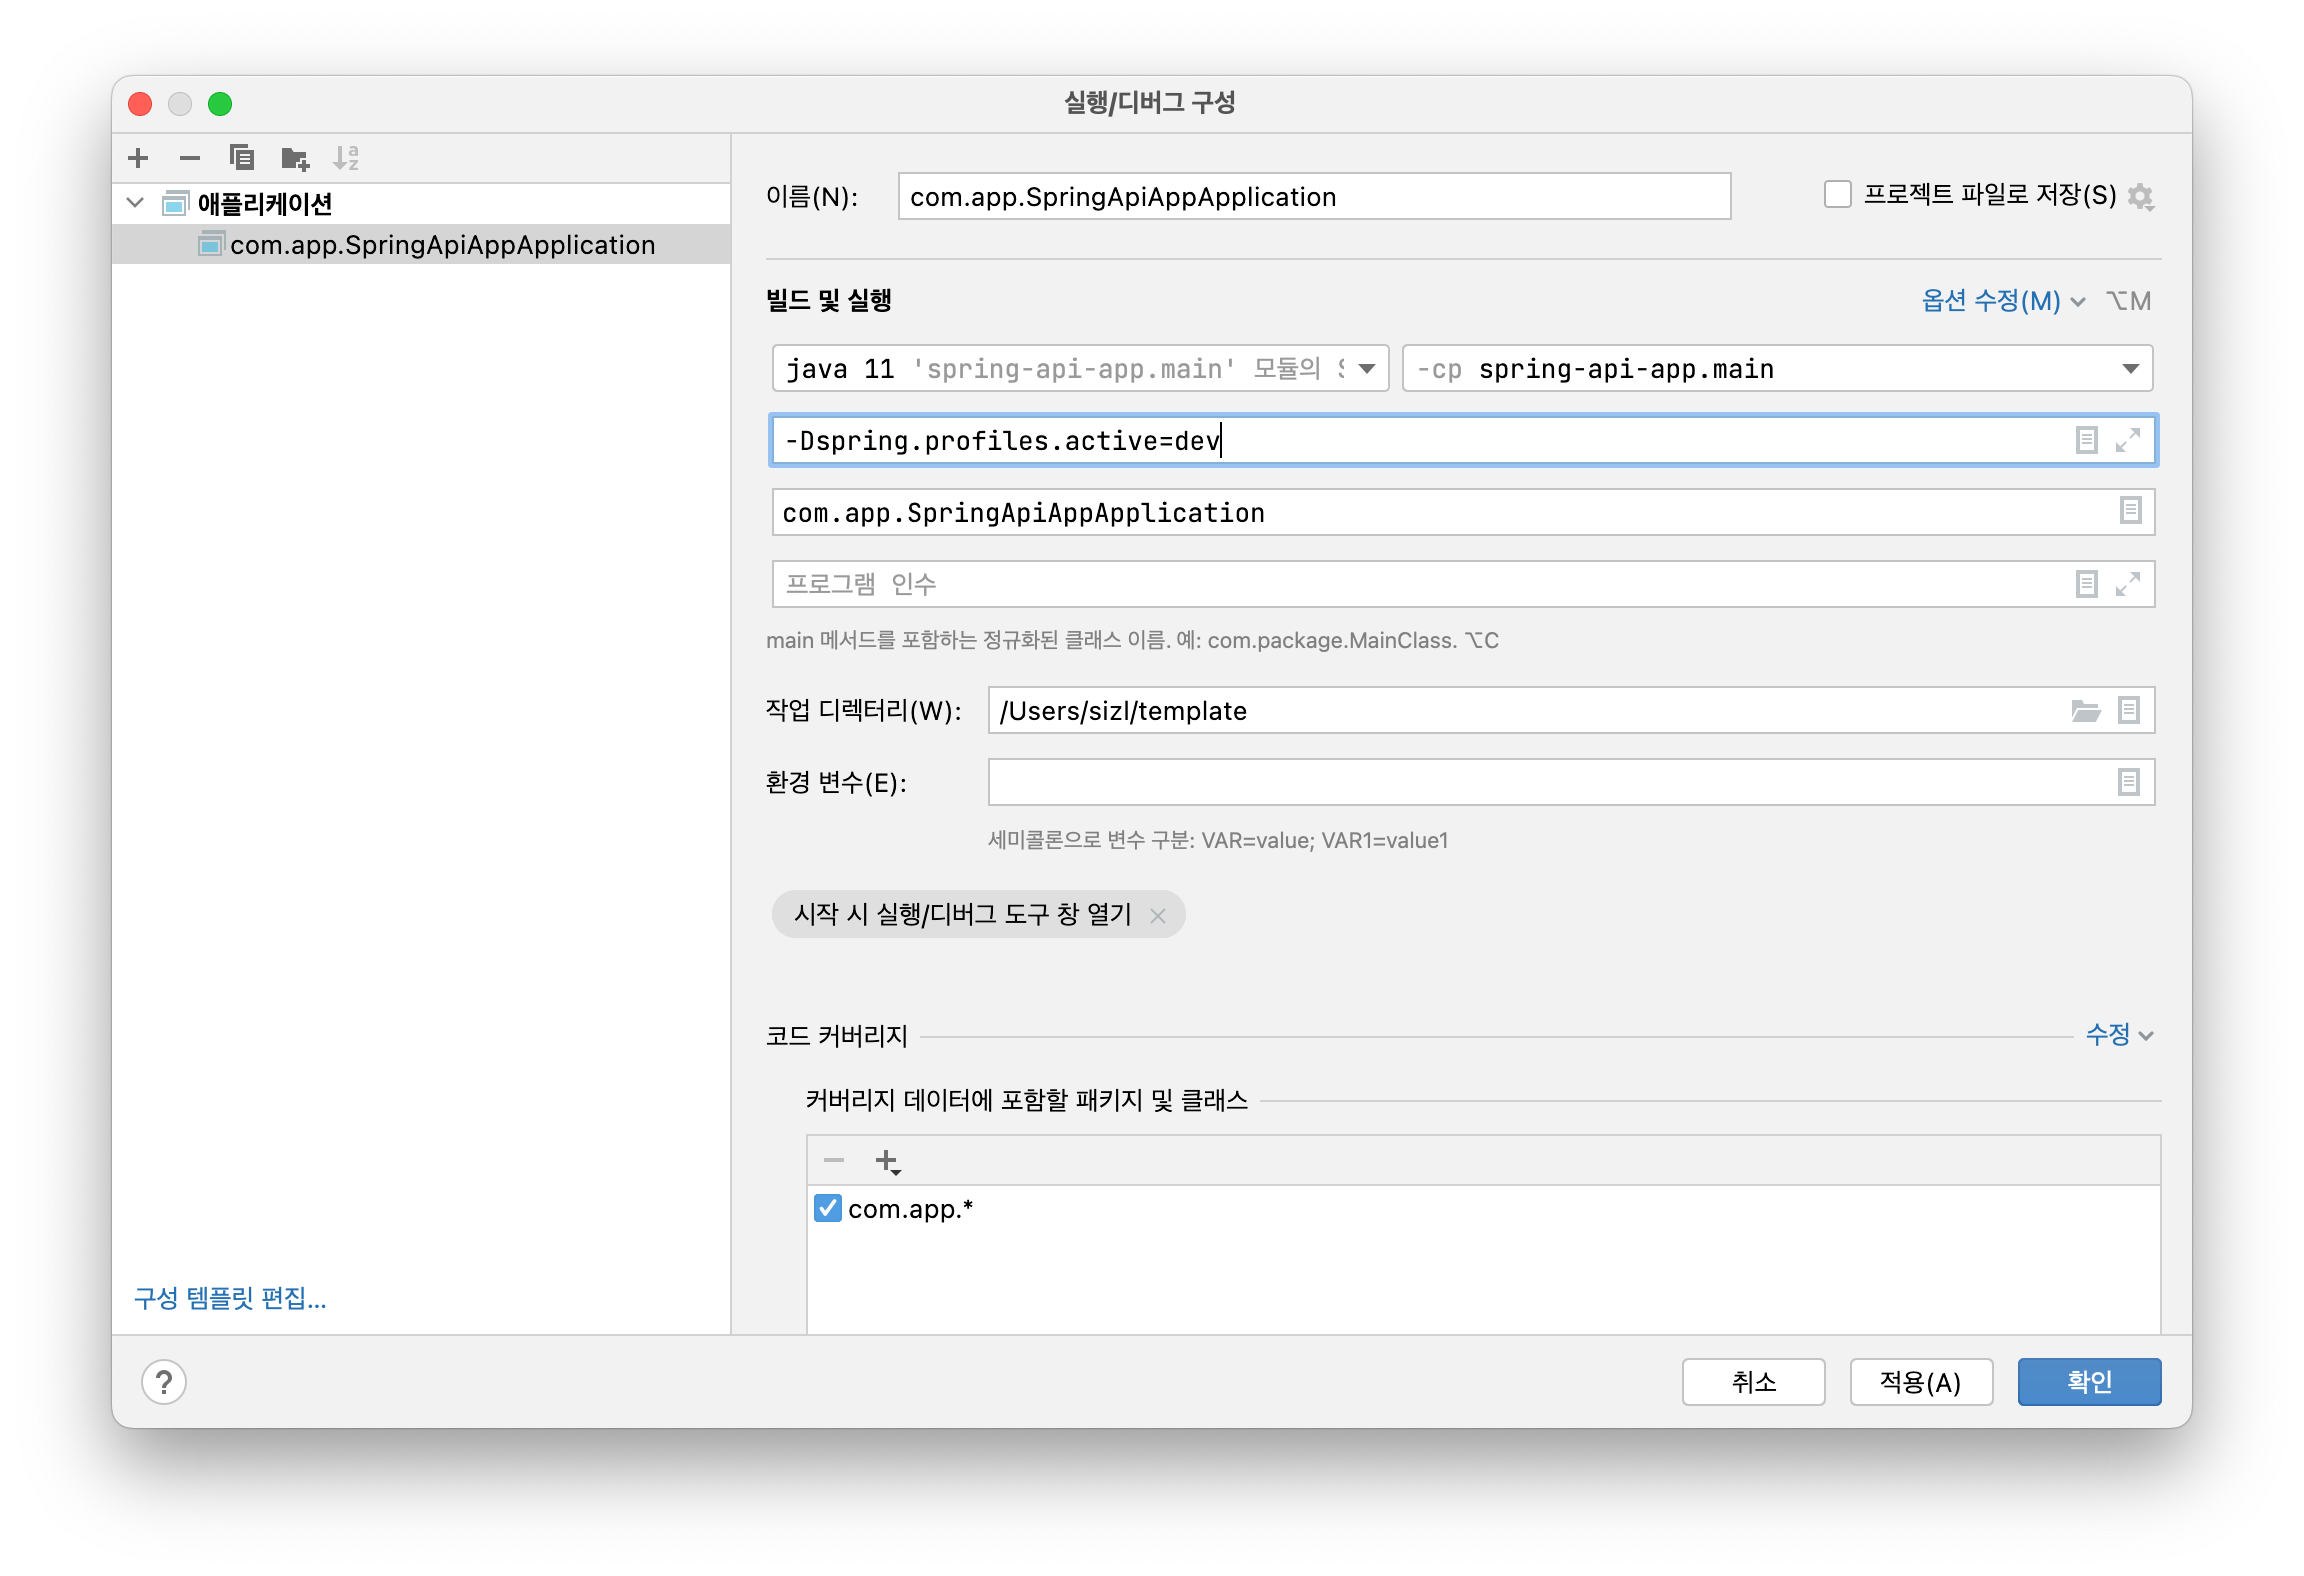 실행/디버그 구성
애플리케이션
com.app.SpringApiAppApplication
구성 템플릿 편집...
이름(N): com.app.SpringApiAppApplication 프로젝트 파일로 저장(S)
빌드 및 실행 옵션 수정(M) ⌥M
java 11 'spring-api-app.main' 모듈의 -cp spring-api-app.main
-Dspring.profiles.active=dev
com.app.SpringApiAppApplication
프로그램 인수
main 메서드를 포함하는 정규화된 클래스 이름. 예: com.package.MainClass. ⌥C
작업 디렉터리(W): /Users/sizl/template
환경 변수(E):
세미콜론으로 변수 구분: VAR=value; VAR1=value1
시작 시 실행/디버그 도구 창 열기
코드 커버리지 수정
커버리지 데이터에 포함할 패키지 및 클래스
com.app.*
? 취소 적용(A) 확인